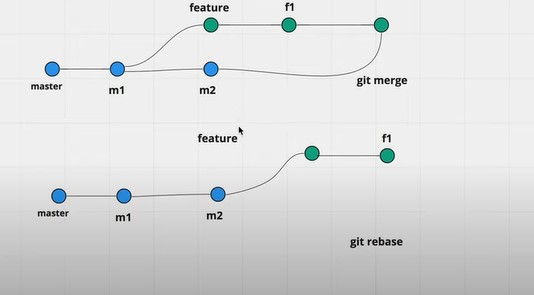 feature f1
master m1 m2 git merge
feature f1
master m1 m2
git rebase